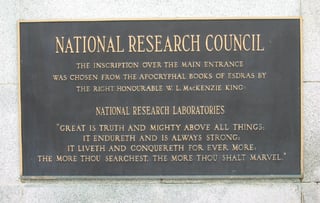 NATIONAL RESEARCH COUNCIL
THE INSCRIPTION OVER THE MAIN ENTRANCE
WAS CHOSEN FROM THE APOCRYPHAL BOOKS OF ESDRAS BY
THE RIGHT HONOURABLE W. L. MACKENZIE KING:
NATIONAL RESEARCH LABORATORIES
"GREAT IS TRUTH AND MIGHTY ABOVE ALL THINGS;
IT ENDURETH AND IS ALWAYS STRONG;
IT LIVETH AND CONQUERETH FOR EVER MORE;
THE MORE THOU SEARCHEST, THE MORE THOU SHALT MARVEL."